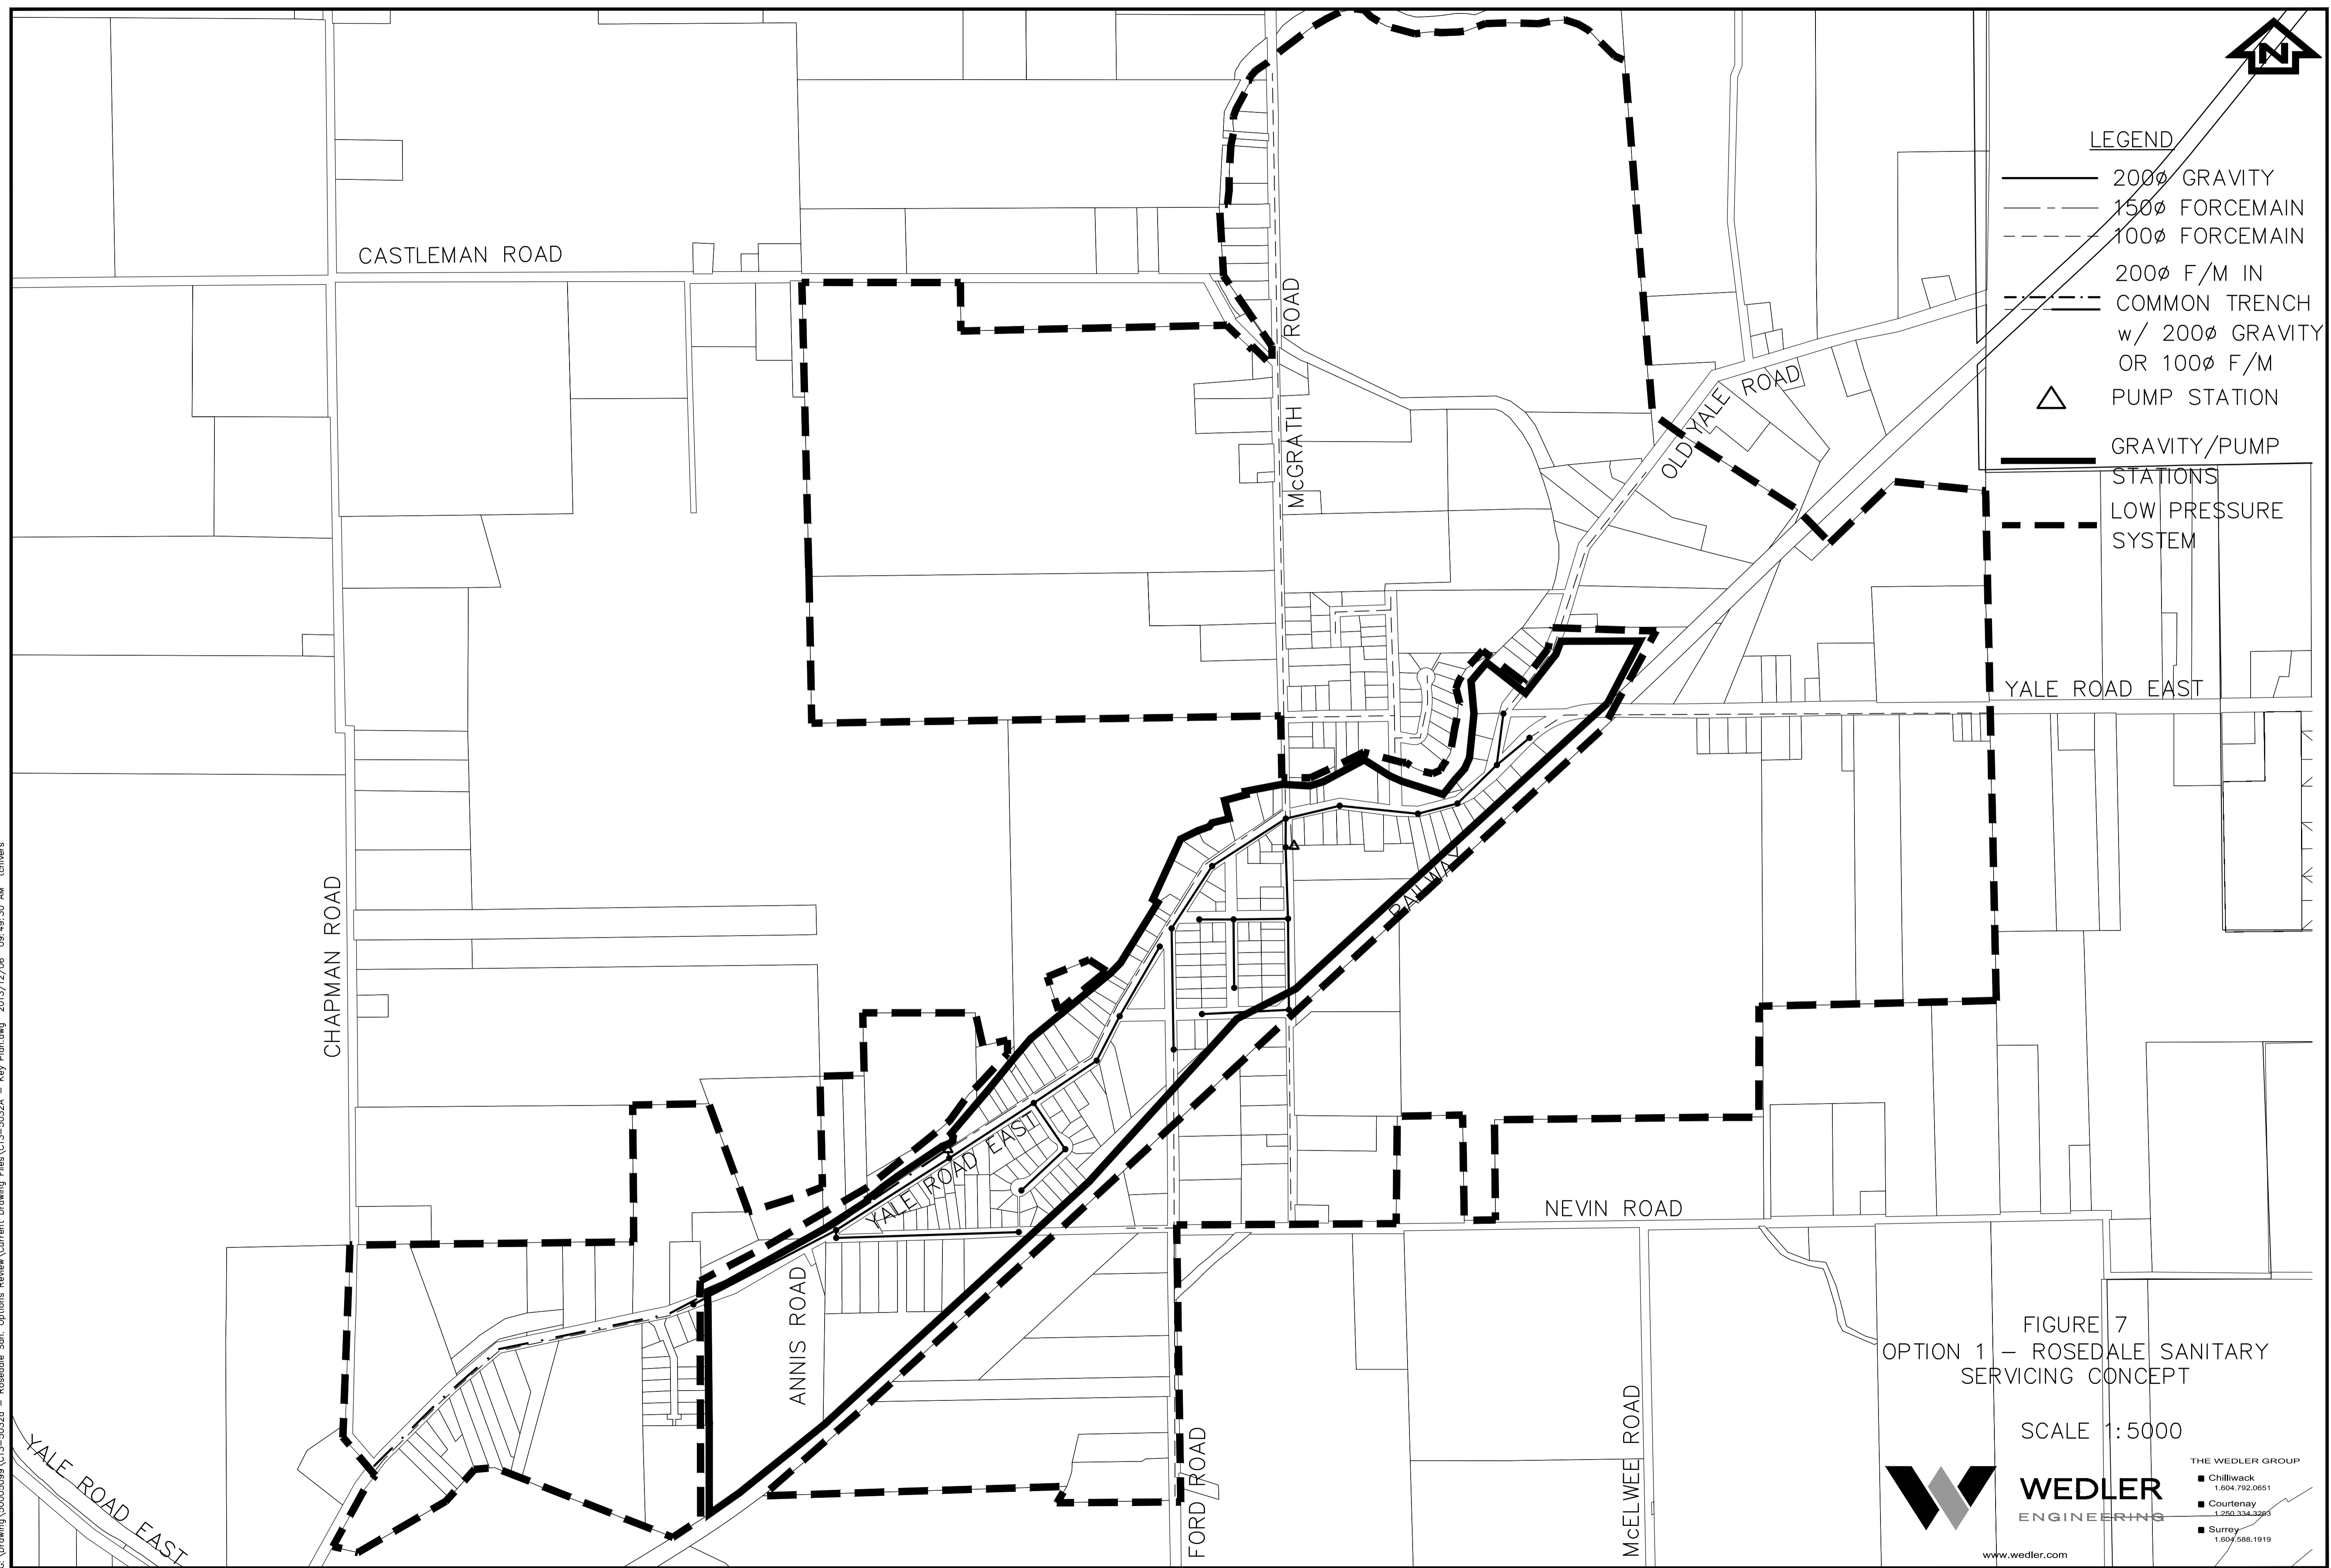 N
LEGEND
200ø GRAVITY
150ø FORCEMAIN
100ø FORCEMAIN
200ø F/M IN
COMMON TRENCH
w/ 200ø GRAVITY
OR 100ø F/M
PUMP STATION
GRAVITY/PUMP
STATIONS
LOW PRESSURE
SYSTEM
CASTLEMAN ROAD
McGRATH ROAD
OLD YALE ROAD
YALE ROAD EAST
CHAPMAN ROAD
RAILWAY
YALE ROAD EAST
NEVIN ROAD
ANNIS ROAD
FORD ROAD
McELWEE ROAD
YALE ROAD EAST
FIGURE 7
OPTION 1 – ROSEDALE SANITARY
SERVICING CONCEPT
SCALE 1:5000
WEDLER
ENGINEERING
www.wedler.com
THE WEDLER GROUP
Chilliwack
1.604.792.0651
Courtenay
1.250.334.3263
Surrey
1.604.588.1919